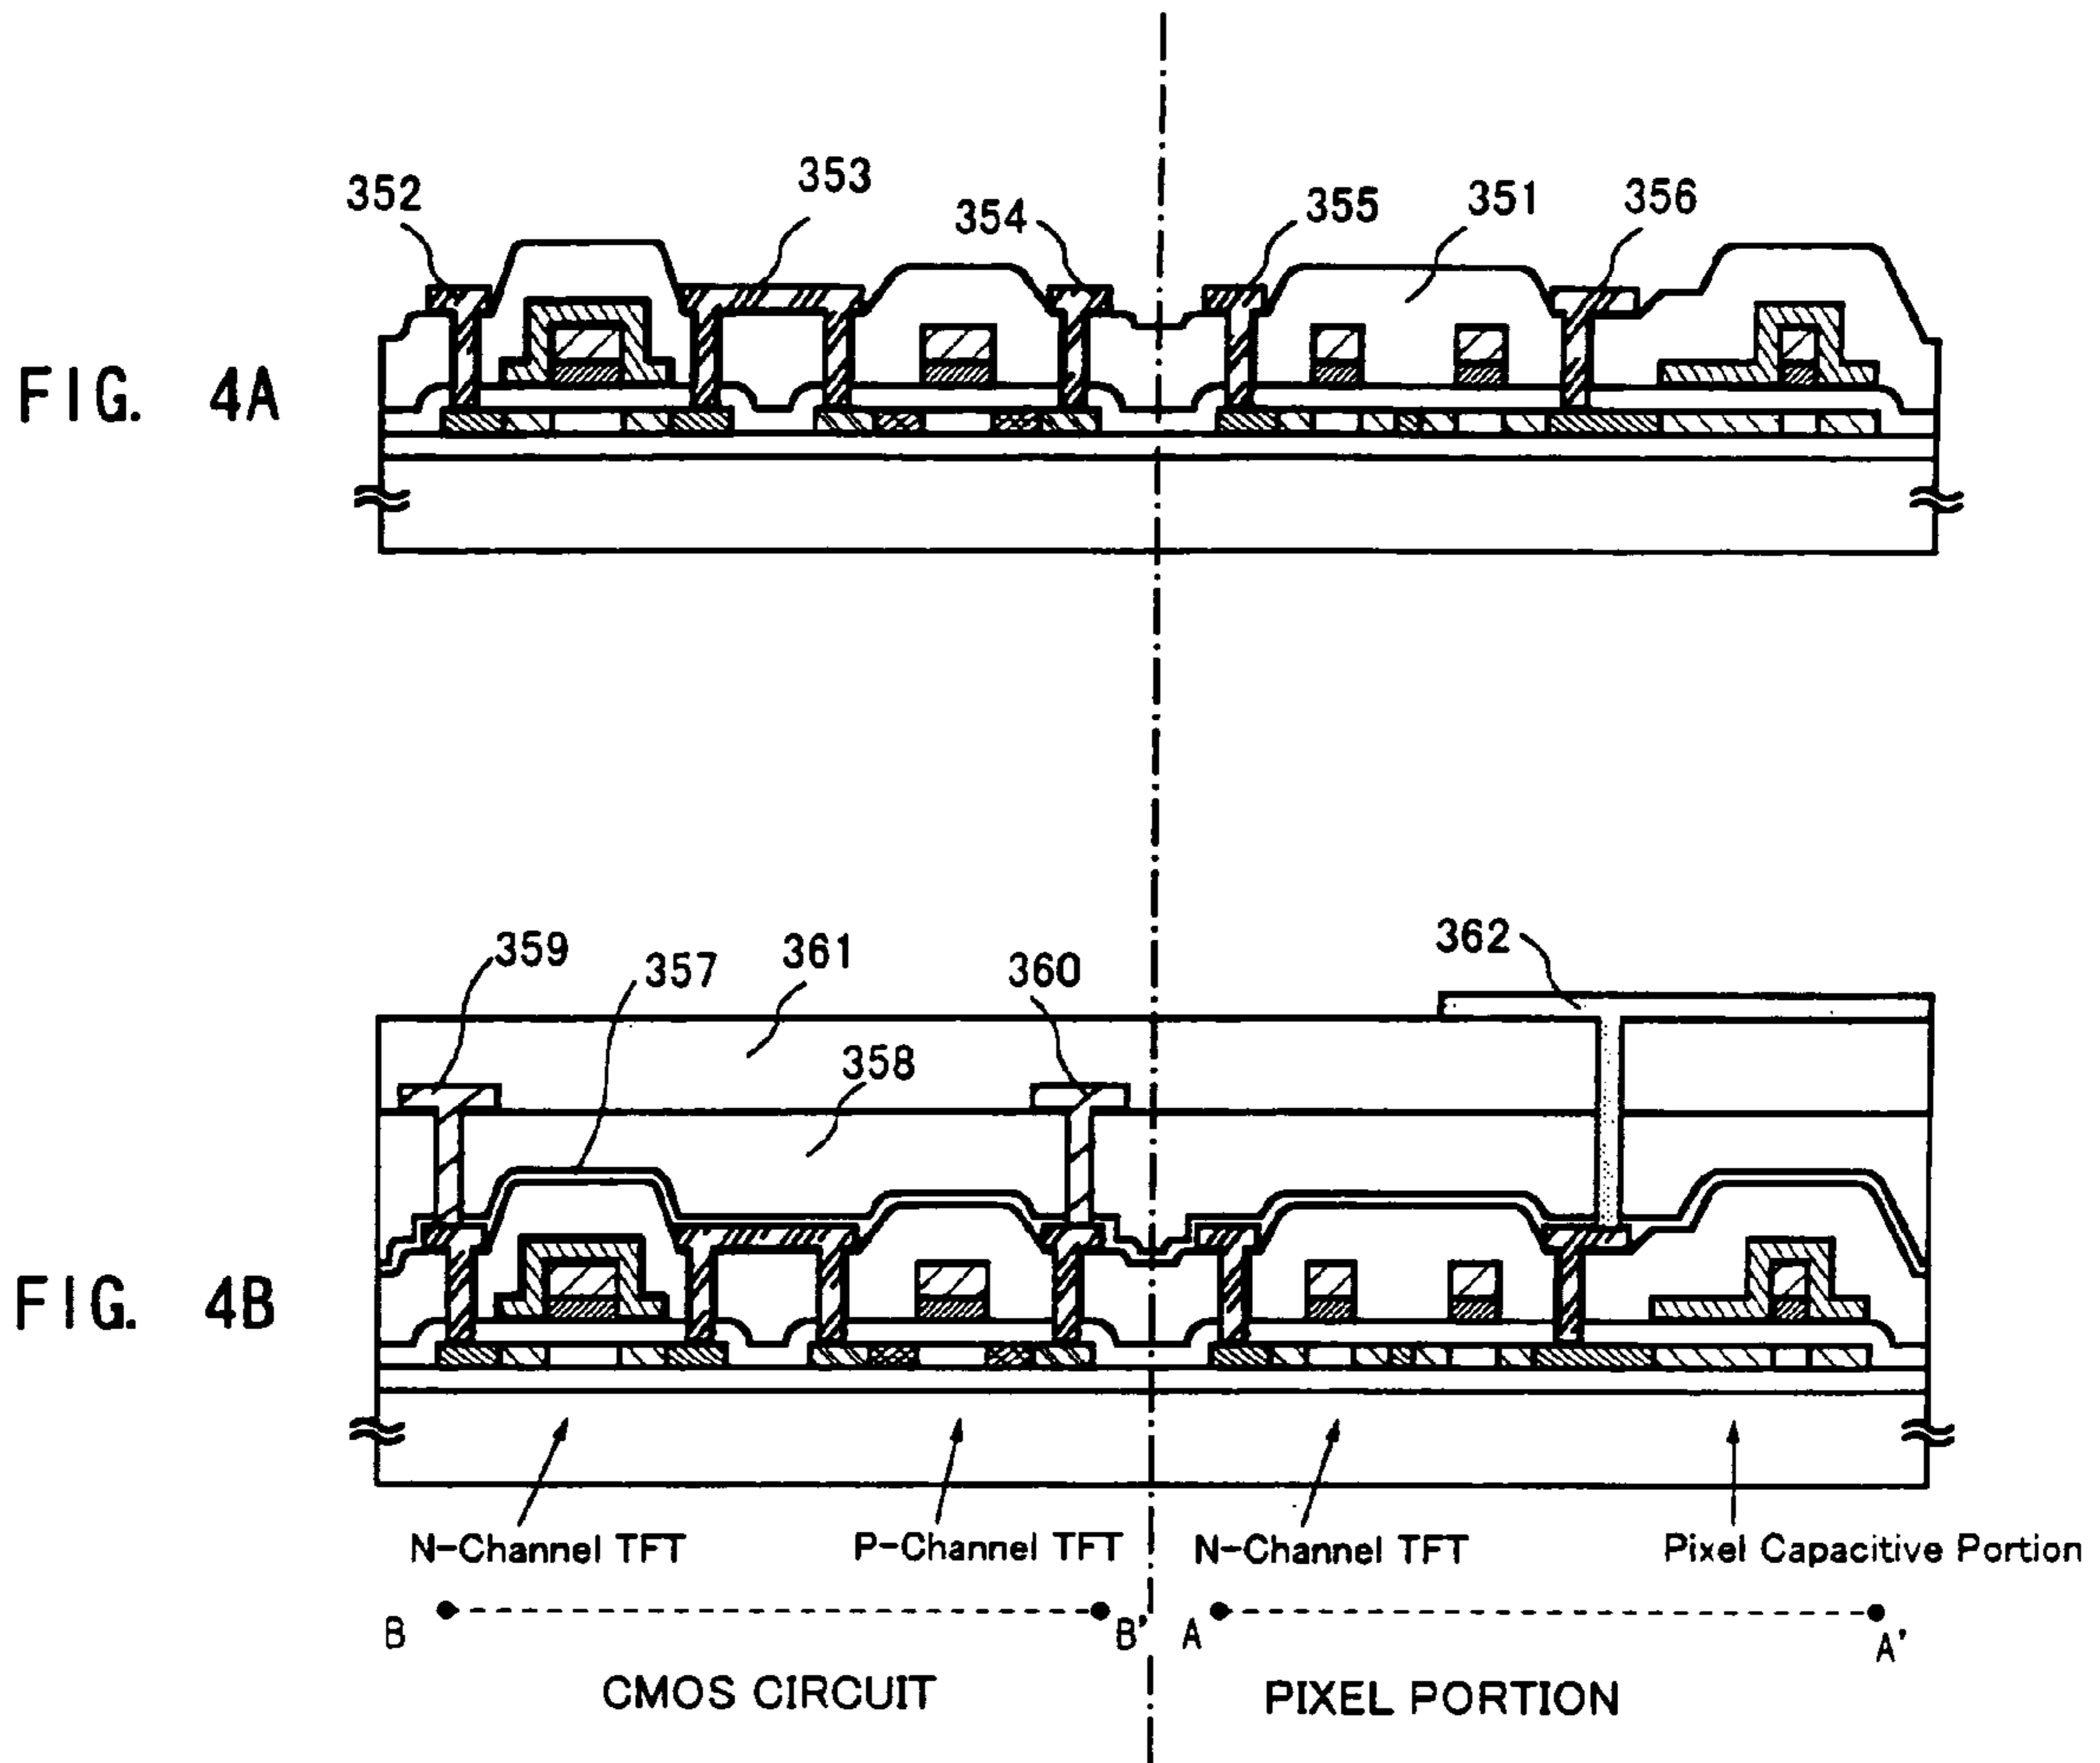 352
353
354
355
351
356
FIG. 4A
359
357
361
360
362
358
FIG. 4B
N-Channel TFT
P-Channel TFT
N-Channel TFT
Pixel Capacitive Portion
B
B'
A
A'
CMOS CIRCUIT
PIXEL PORTION